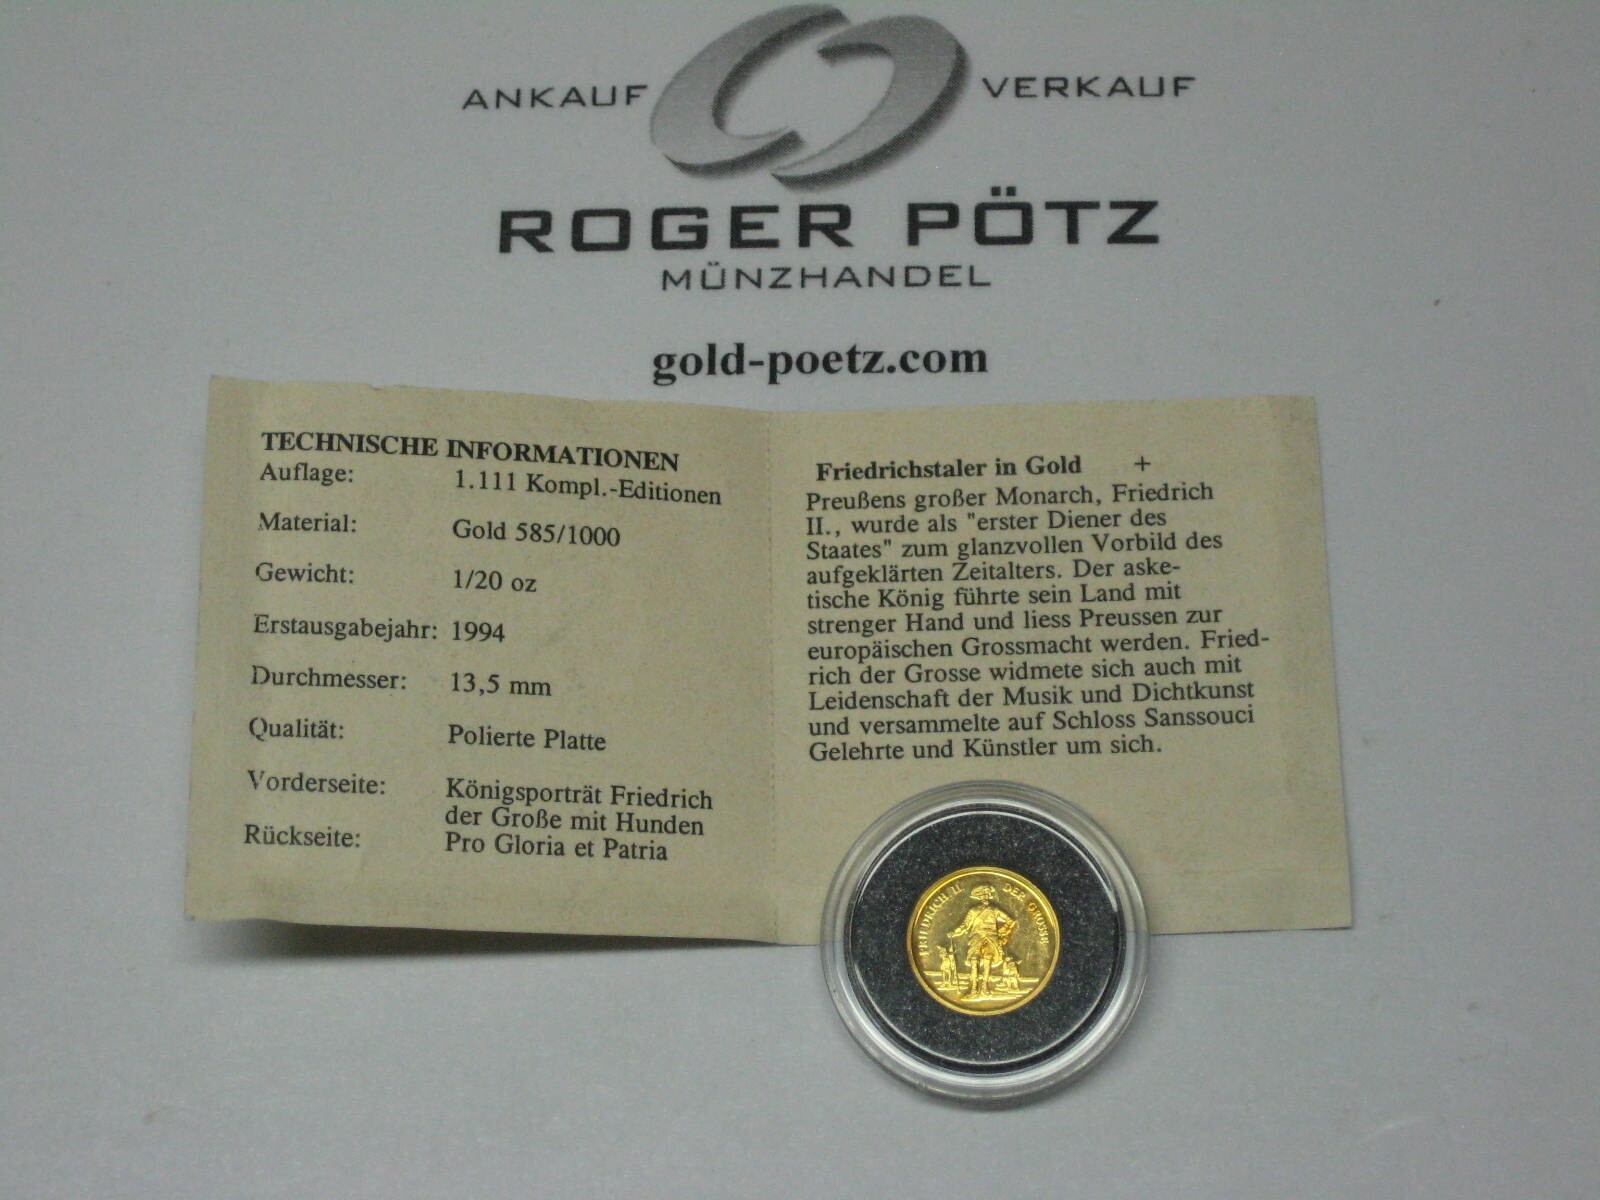 ANKAUF VERKAUF
ROGER PÖTZ
MÜNZHANDEL
gold-poetz.com
TECHNISCHE INFORMATIONEN
Auflage: 1.111 Kompl.-Editionen
Material: Gold 585/1000
Gewicht: 1/20 oz
Erstausgabejahr: 1994
Durchmesser: 13,5 mm
Qualität: Polierte Platte
Vorderseite: Königsporträt Friedrich
der Große mit Hunden
Rückseite: Pro Gloria et Patria
Friedrichstaler in Gold +
Preußens großer Monarch, Friedrich
II., wurde als "erster Diener des
Staates" zum glanzvollen Vorbild des
aufgeklärten Zeitalters. Der aske-
tische König führte sein Land mit
strenger Hand und liess Preussen zur
europäischen Grossmacht werden. Fried-
rich der Grosse widmete sich auch mit
Leidenschaft der Musik und Dichtkunst
und versammelte auf Schloss Sanssouci
Gelehrte und Künstler um sich.
FRIEDRICH II. DER GROSSE